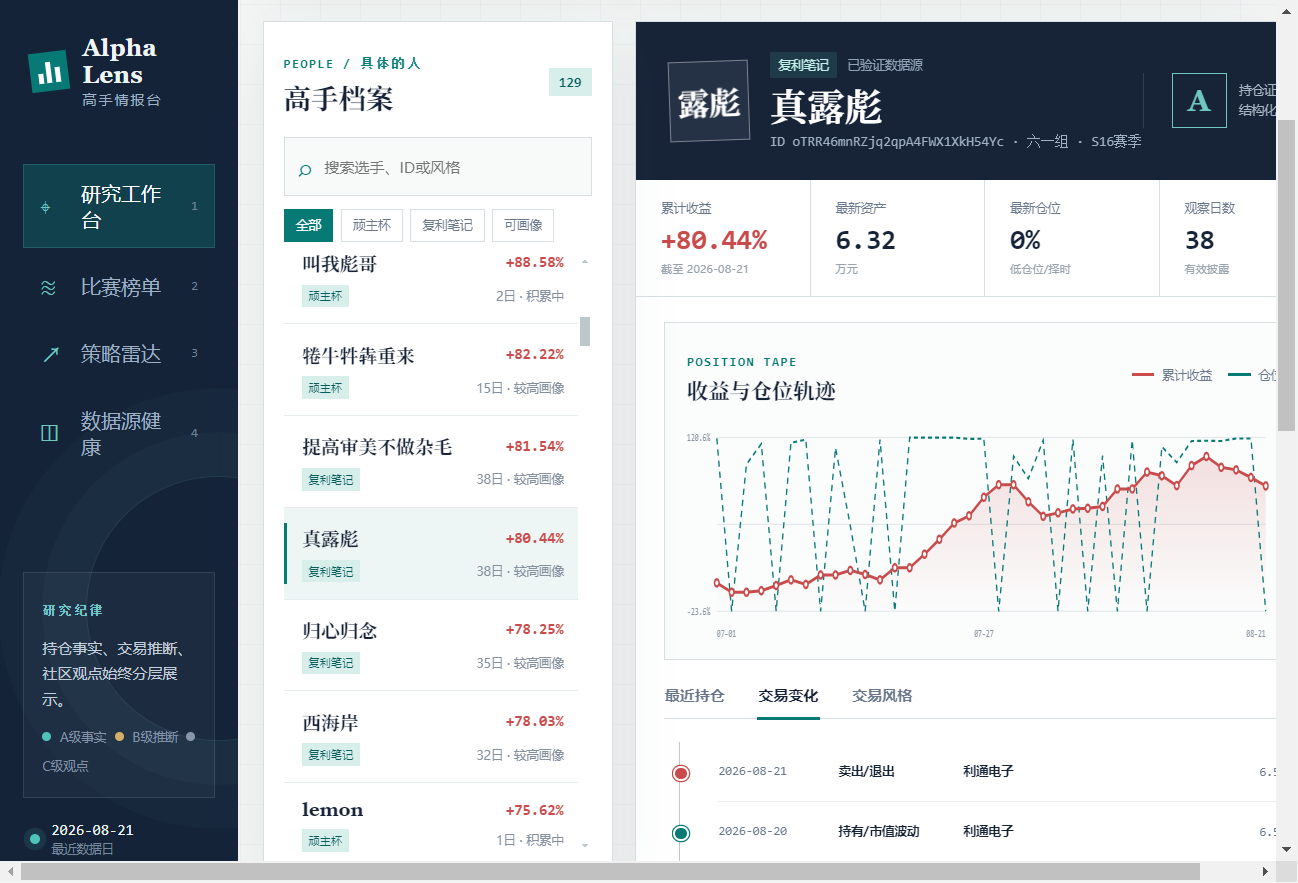 Alpha
Lens
高手情报台
研究工作台 1
比赛榜单 2
策略雷达 3
数据源健康 4
研究纪律
持仓事实、交易推断、
社区观点始终分层展
示。
A级事实 B级推断
C级观点
2026-08-21
最近数据日
PEOPLE / 具体的人
高手档案
129
搜索选手、ID或风格
全部 顽主杯 复利笔记 可画像
叫我彪哥 +88.58%
顽主杯 2日 · 积累中
犈牛牪犇重来 +82.22%
顽主杯 15日 · 较高画像
提高审美不做杂毛 +81.54%
复利笔记 38日 · 较高画像
真露彪 +80.44%
复利笔记 38日 · 较高画像
归心归念 +78.25%
复利笔记 35日 · 较高画像
西海岸 +78.03%
复利笔记 32日 · 较高画像
lemon +75.62%
顽主杯 1日 · 积累中
露彪
复利笔记 已验证数据源
真露彪
ID oTRR46mnRZjq2qpA4FWX1XkH54Yc · 六一组 · S16赛季
A
持仓证
结构化
累计收益
+80.44%
截至 2026-08-21
最新资产
6.32
万元
最新仓位
0%
低仓位/择时
观察日数
38
有效披露
POSITION TAPE
收益与仓位轨迹
累计收益 仓位
120.6%
-23.6%
07-01 07-27 08-21
最近持仓 交易变化 交易风格
2026-08-21 卖出/退出 利通电子 6.5
2026-08-20 持有/市值波动 利通电子 6.5